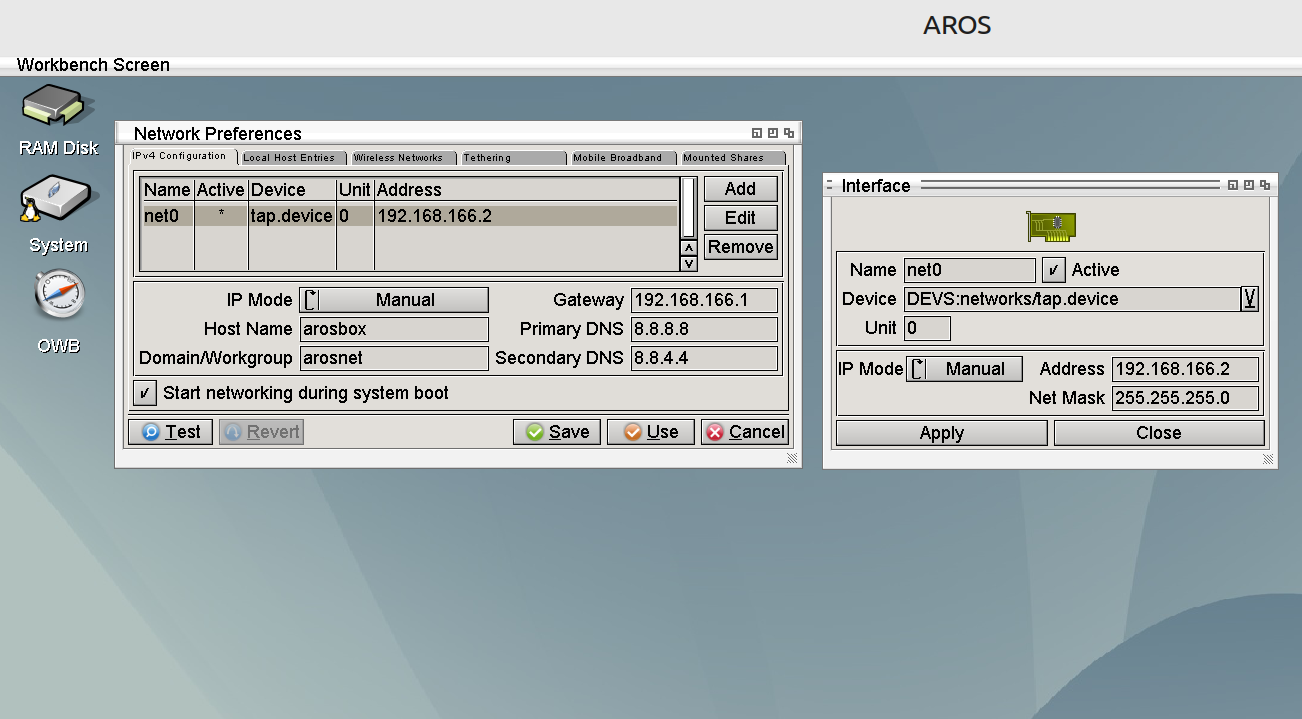 AROS
Workbench Screen
RAM Disk
System
OWB
Network Preferences
IPv4 Configuration Local Host Entries Wireless Networks Tethering Mobile Broadband Mounted Shares
Name Active Device Unit Address
net0 * tap.device 0 192.168.166.2
Add
Edit
Remove
IP Mode Manual Gateway 192.168.166.1
Host Name arosbox Primary DNS 8.8.8.8
Domain/Workgroup arosnet Secondary DNS 8.8.4.4
Start networking during system boot
Test Revert Save Use Cancel
Interface
Name net0 Active
Device DEVS:networks/tap.device
Unit 0
IP Mode Manual Address 192.168.166.2
Net Mask 255.255.255.0
Apply Close